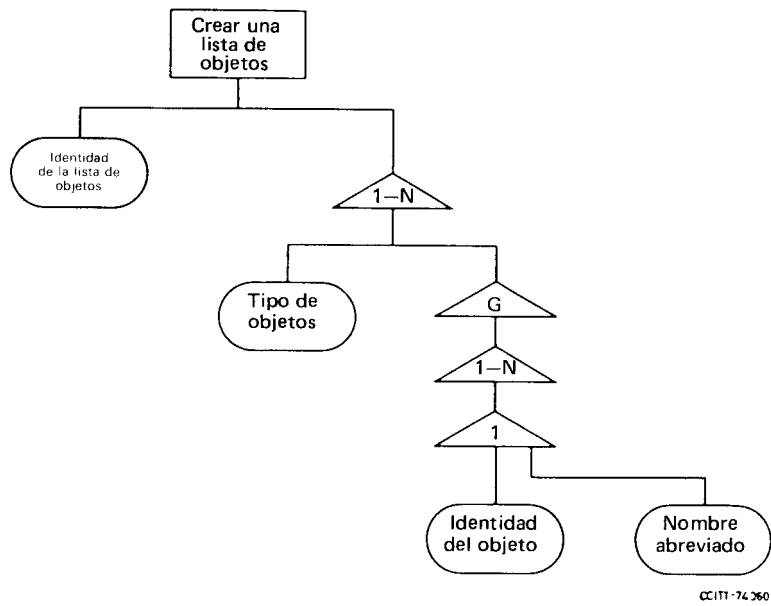 Crear una
lista de
objetos
Identidad
de la lista de
objetos
1—N
Tipo de
objetos
G
1—N
1
Identidad
del objeto
Nombre
abreviado